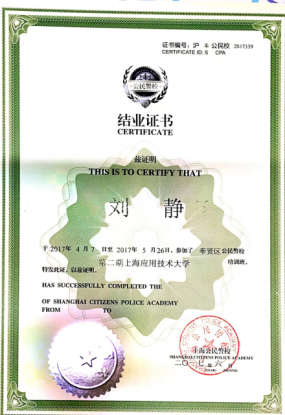 证书编号：沪 公民校 2017339
CERTIFICATE ID: S CPA
公民警校
结业证书
CERTIFICATE
兹证明
THIS IS TO CERTIFY THAT
刘 静
于 2017年 4 月 7 日至 2017年 5 月 26日，参加了 奉贤区公民警校
第二期上海应用技术大学 培训班，
特发此证，以兹证明。
HAS SUCCESSFULLY COMPLETED THE
OF SHANGHAI CITIZENS POLICE ACADEMY
FROM TO
上海公民警校
SHANGHAI CITIZENS POLICE ACADEMY
二〇一七年六月